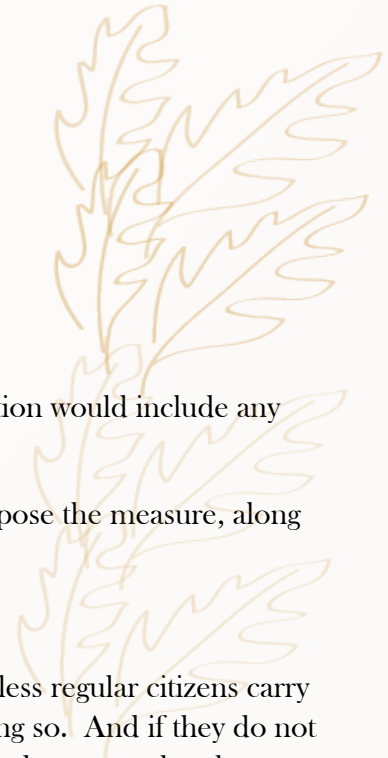 tion would include any
pose the measure, along
less regular citizens carry
ng so.  And if they do not